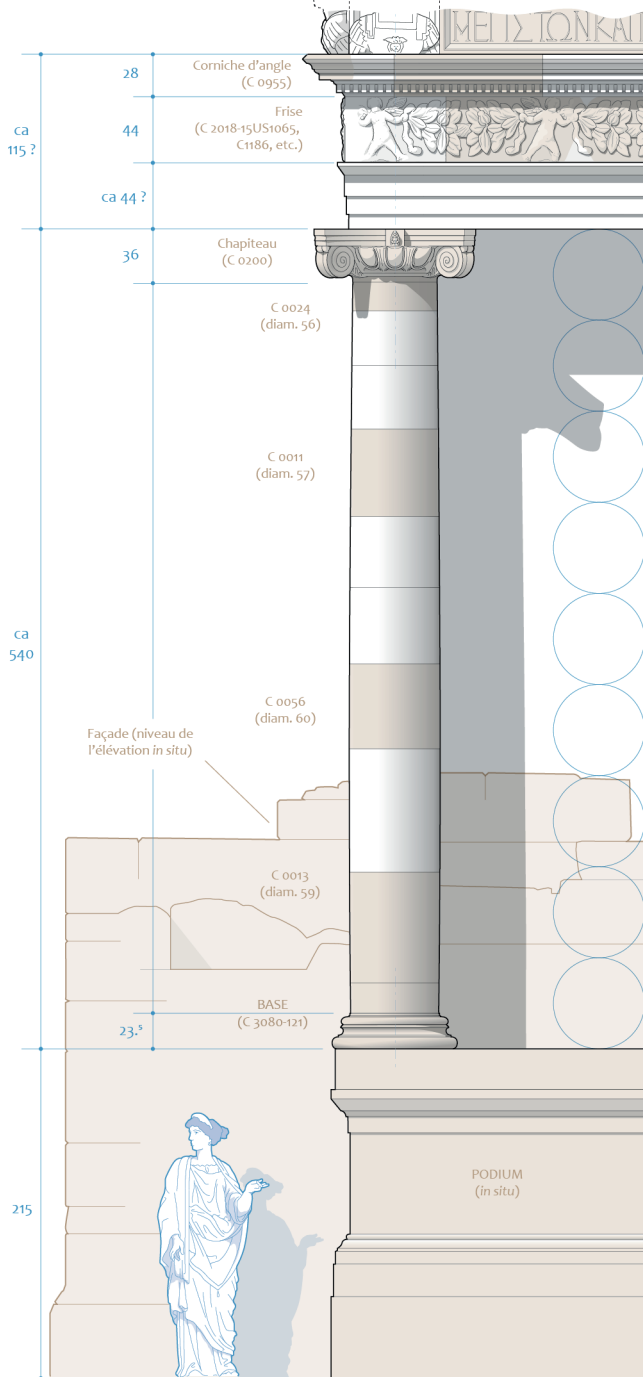 ΜΕΓΙΣΤΟΝΚΑΙ
Corniche d'angle
(C 0955)
28
Frise
(C 2018-15US1065,
C1186, etc.)
44
ca
115 ?
ca 44 ?
Chapiteau
(C 0200)
36
C 0024
(diam. 56)
C 0011
(diam. 57)
ca
540
C 0056
(diam. 60)
Façade (niveau de
l'élévation in situ)
C 0013
(diam. 59)
BASE
(C 3080-121)
23.⁵
PODIUM
(in situ)
215